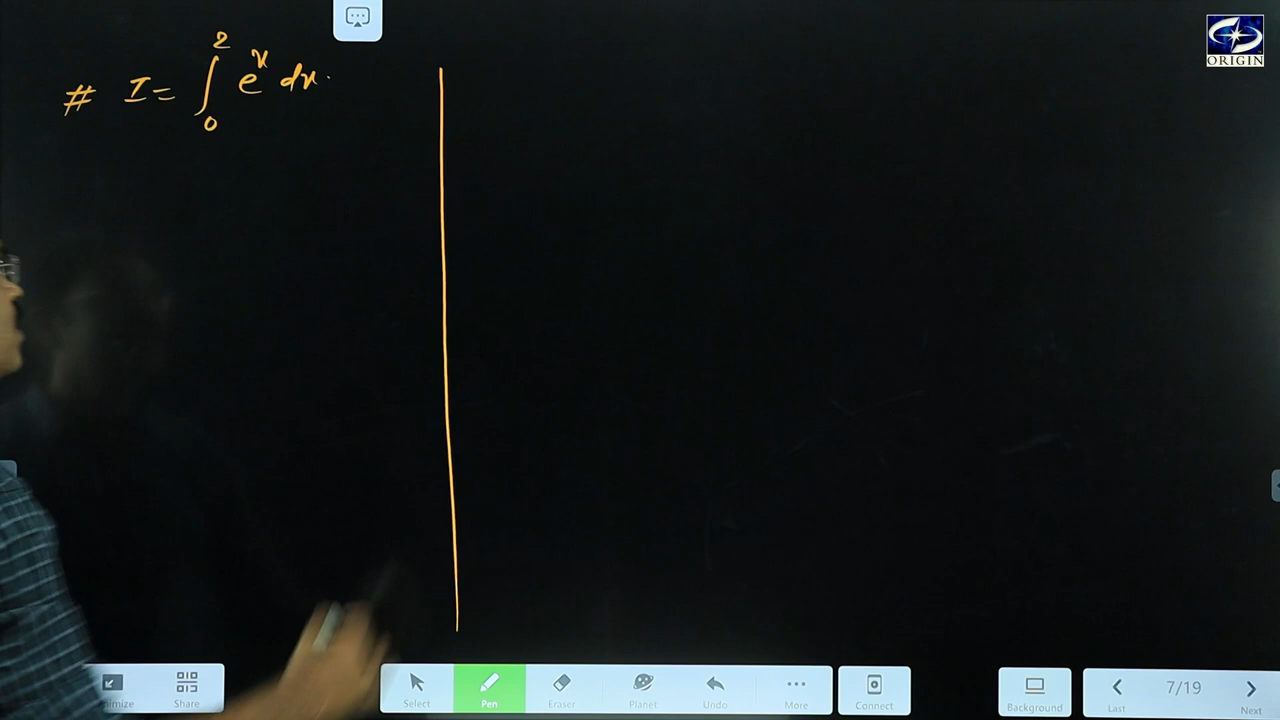 # I = ∫₀² eˣ dx.
ORIGIN
Share
Select
Pen
Eraser
Planet
Undo
More
Connect
Background
Last
7/19
Next